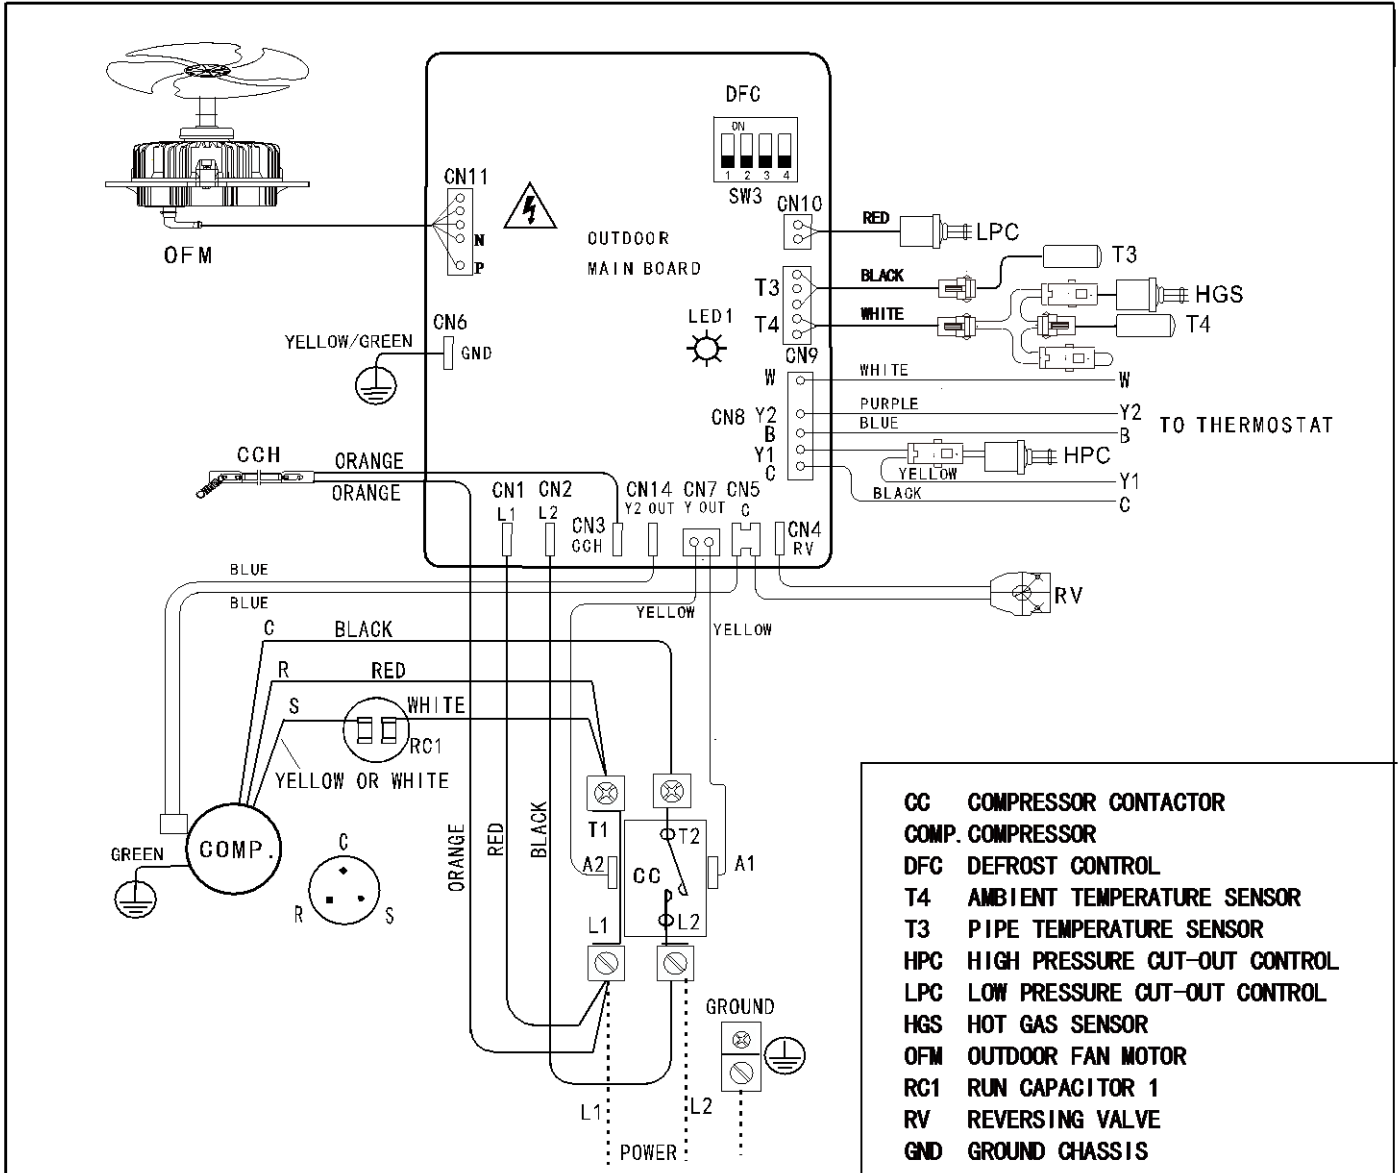 DFC
ON
1 2 3 4
SW3
CN11
CN10
RED
LPC
OFM
N
P
OUTDOOR
MAIN BOARD
T3
BLACK
T3
HGS
T4
WHITE
T4
LED1
CN9
CN6
YELLOW/GREEN
GND
W
WHITE
W
CN8
Y2
PURPLE
Y2
B
BLUE
B
TO THERMOSTAT
Y1
HPC
YELLOW
Y1
C
BLACK
C
CCH
ORANGE
ORANGE
CN1
L1
CN2
L2
CN3
CCH
CN14
Y2 OUT
CN7
Y OUT
CN5
C
CN4
RV
BLUE
BLUE
YELLOW
YELLOW
RV
C
BLACK
R
RED
S
WHITE
RC1
YELLOW OR WHITE
GREEN
COMP.
C
R
S
ORANGE
RED
BLACK
T1
T2
A2
CC
A1
L1
L2
GROUND
L1
L2
POWER
CC COMPRESSOR CONTACTOR
COMP. COMPRESSOR
DFC DEFROST CONTROL
T4 AMBIENT TEMPERATURE SENSOR
T3 PIPE TEMPERATURE SENSOR
HPC HIGH PRESSURE CUT-OUT CONTROL
LPC LOW PRESSURE CUT-OUT CONTROL
HGS HOT GAS SENSOR
OFM OUTDOOR FAN MOTOR
RC1 RUN CAPACITOR 1
RV REVERSING VALVE
GND GROUND CHASSIS